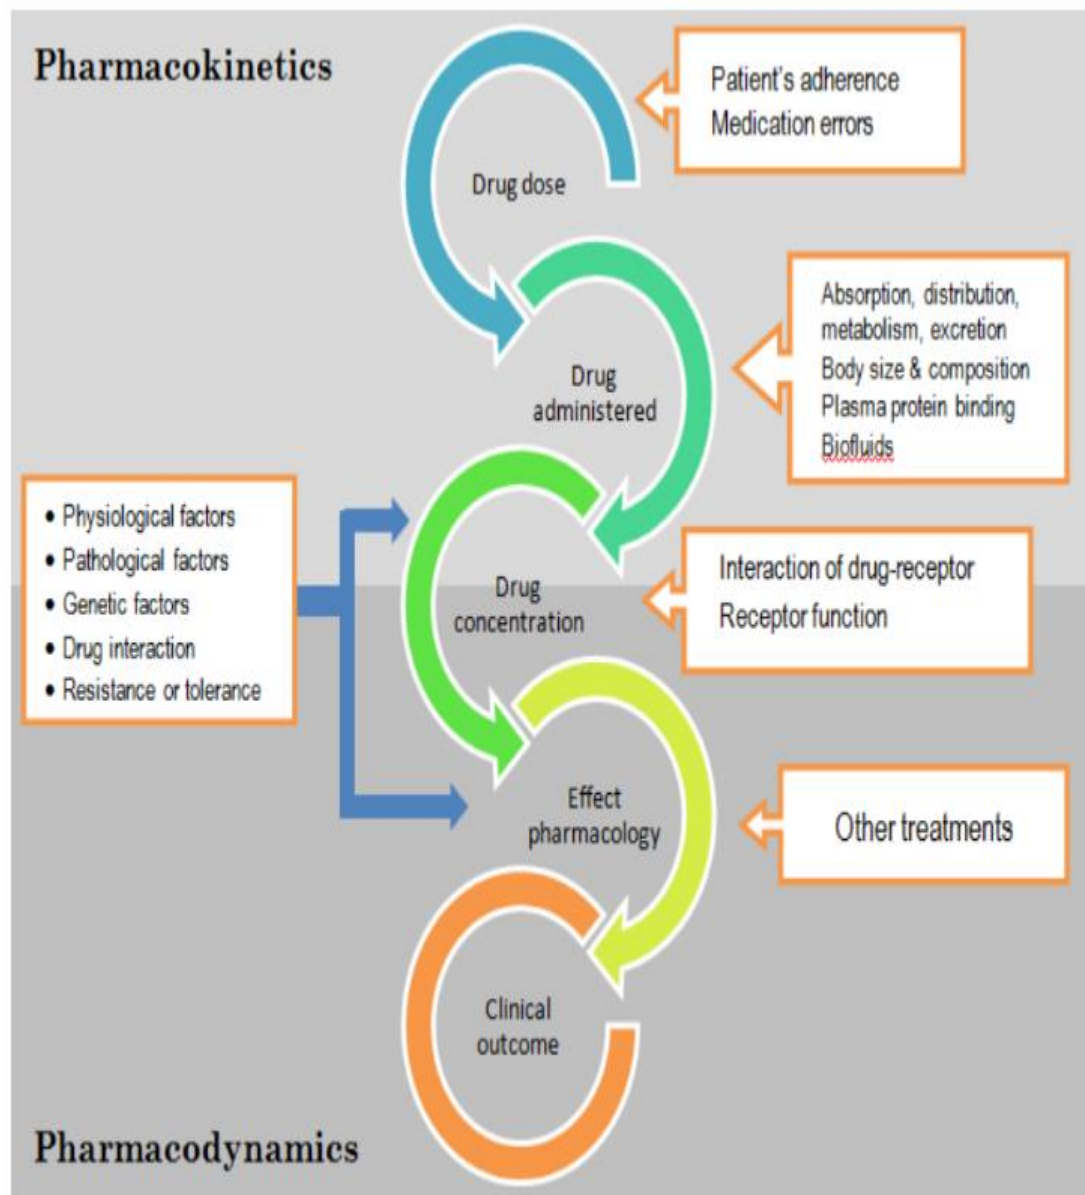 Pharmacokinetics
Patient's adherence
Medication errors
Drug dose
Absorption, distribution,
metabolism, excretion
Body size & composition
Plasma protein binding
Biofluids
Drug
administered
• Physiological factors
• Pathological factors
• Genetic factors
• Drug interaction
• Resistance or tolerance
Drug
concentration
Interaction of drug-receptor
Receptor function
Effect
pharmacology
Other treatments
Clinical
outcome
Pharmacodynamics